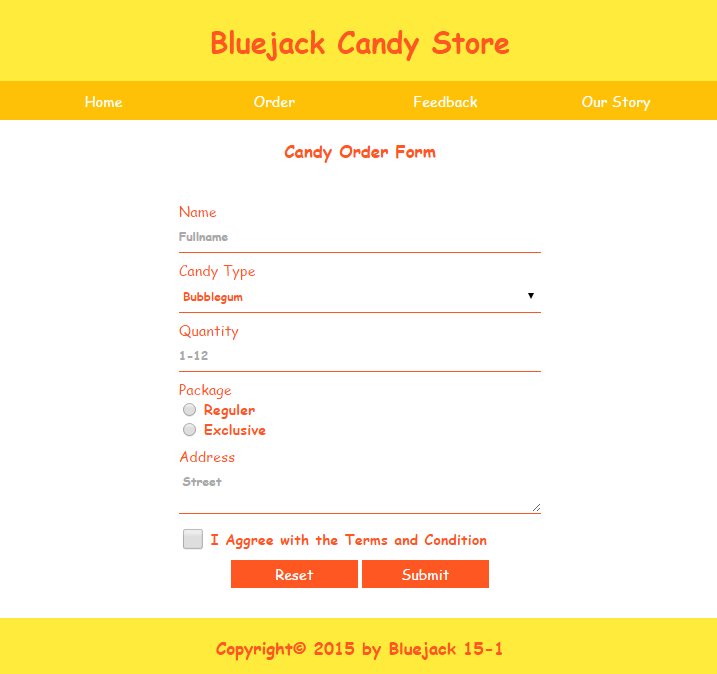 Bluejack Candy Store
Home Order Feedback Our Story
Candy Order Form
Name
Fullname
Candy Type
Bubblegum
Quantity
1-12
Package
Reguler
Exclusive
Address
Street
I Aggree with the Terms and Condition
Reset Submit
Copyright© 2015 by Bluejack 15-1